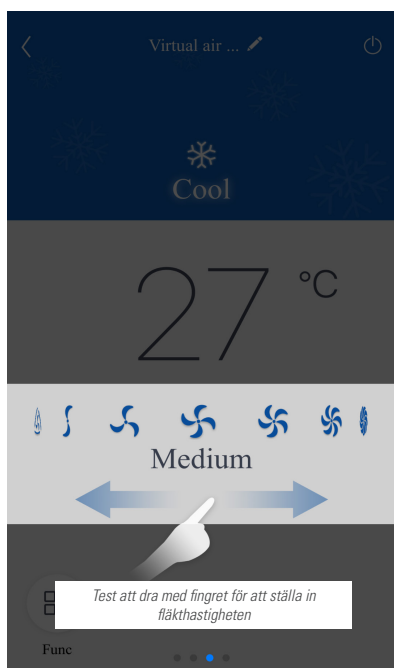 Virtual air ...
Cool
27 °C
Medium
Test att dra med fingret för att ställa in
fläkthastigheten
Func